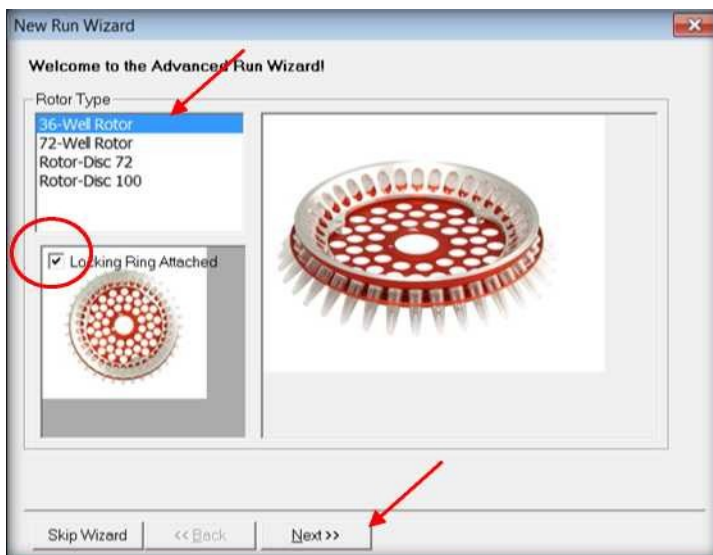 New Run Wizard
Welcome to the Advanced Run Wizard!
Rotor Type
36-Well Rotor
72-Well Rotor
Rotor-Disc 72
Rotor-Disc 100
Locking Ring Attached
Skip Wizard
<< Back
Next >>